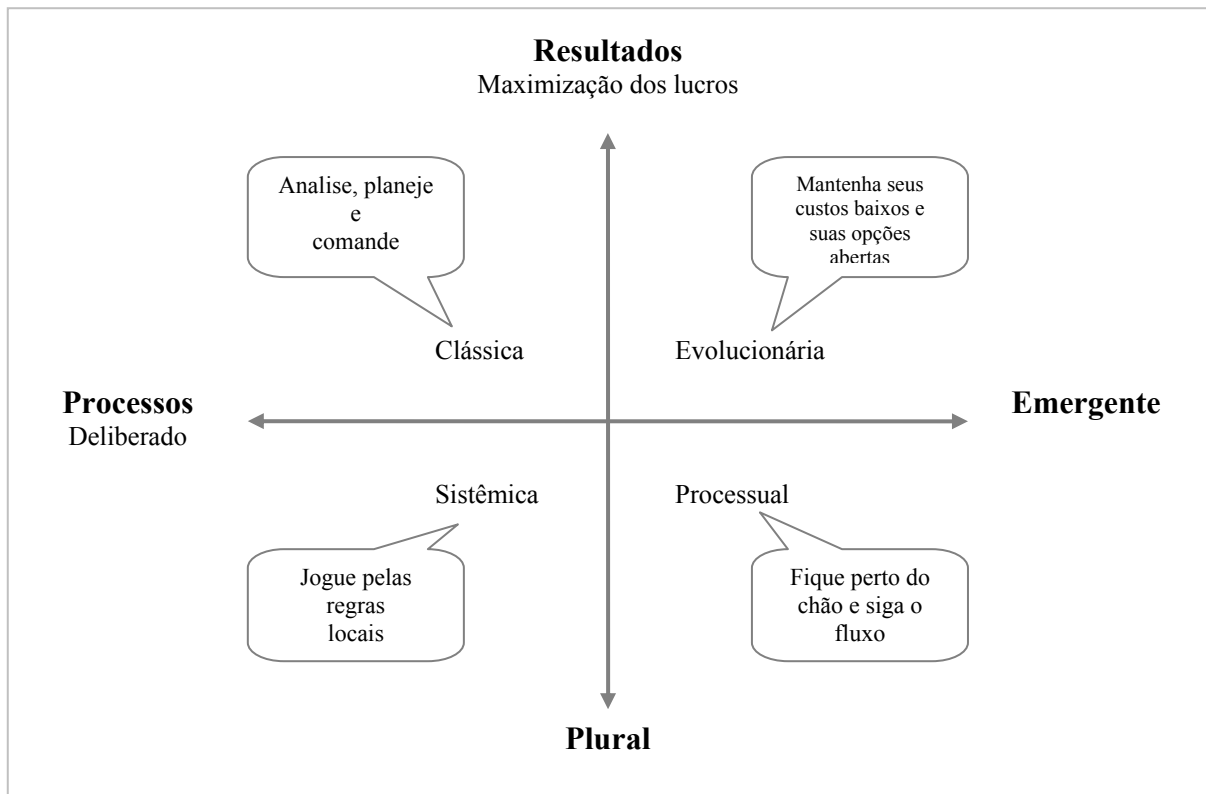 Resultados
Maximização dos lucros
Analise, planeje
e
comande
Mantenha seus
custos baixos e
suas opções
abertas
Clássica
Evolucionária
Processos
Deliberado
Emergente
Sistêmica
Processual
Jogue pelas
regras
locais
Fique perto do
chão e siga o
fluxo
Plural